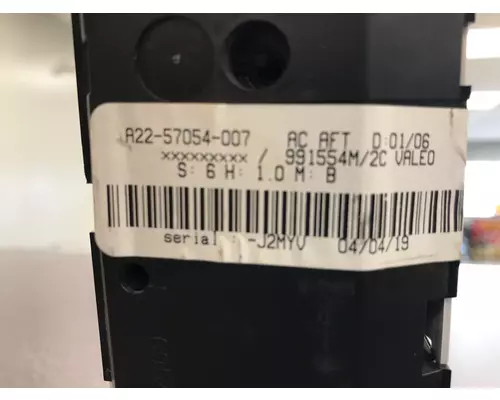 A22-57054-007 AC AFT D:01/06
xxxxxxxxx / 991554M/2C VALEO
S: 6 H: 1.0 M: B
serial : -J2MYV 04/04/19